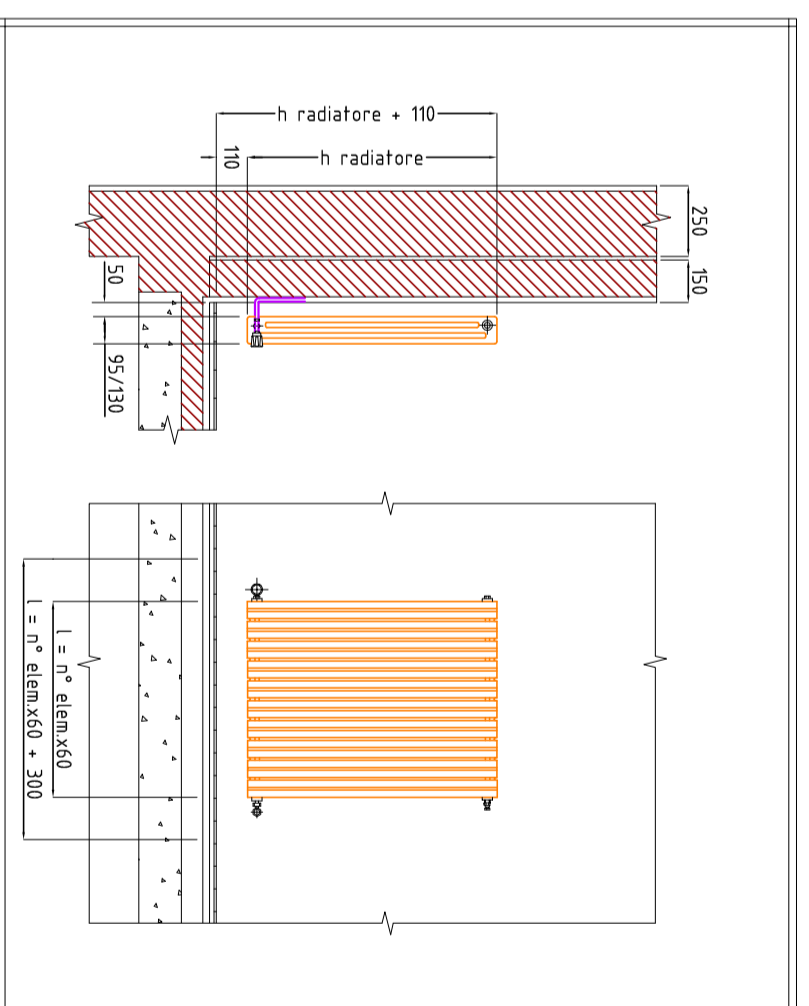 h radiatore + 110
h radiatore
110
250
150
50
95/130
l = n° elem.x60
l = n° elem.x60 + 300